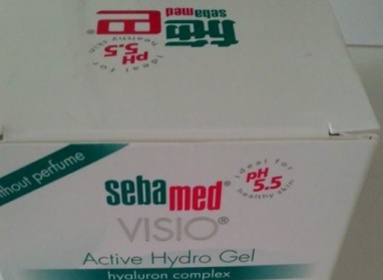 sebamed®
pH 5.5
ideal for healthy skin
without perfume
sebamed®
pH 5.5
ideal for healthy skin
VISIO®
Active Hydro Gel
hyaluron complex